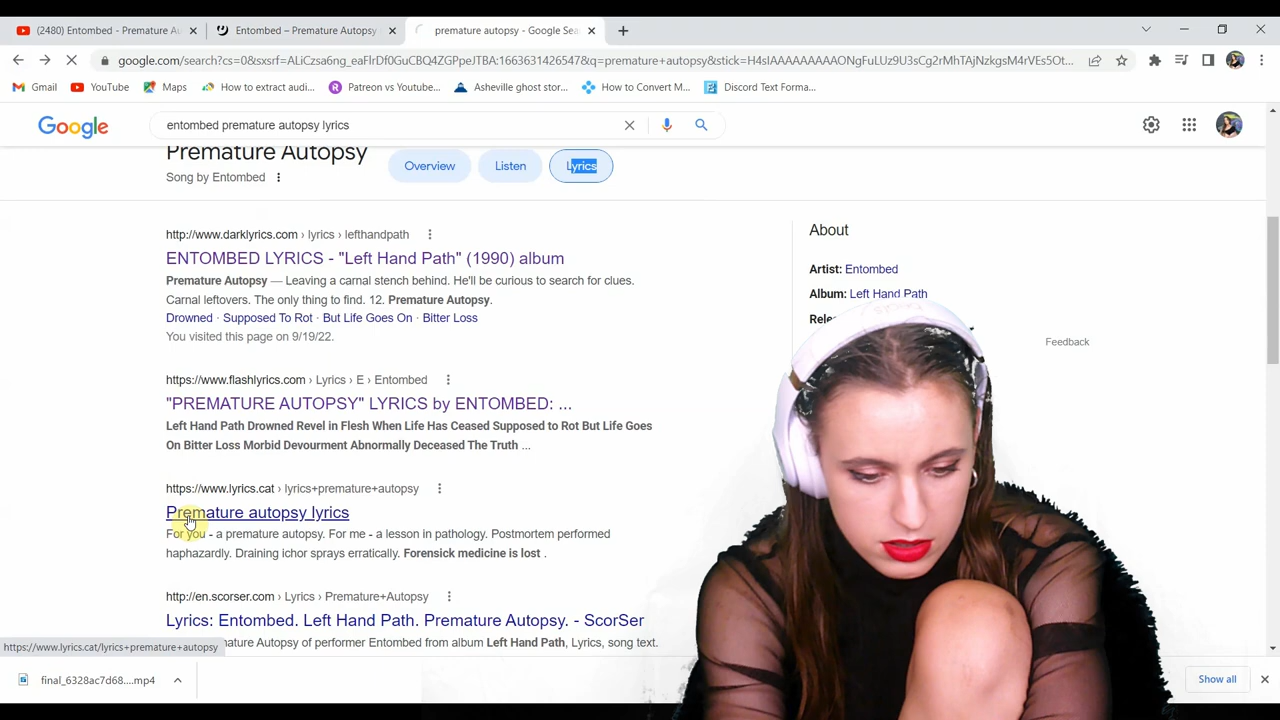 (2480) Entombed - Premature Au
Entombed – Premature Autopsy
premature autopsy - Google Sea
google.com/search?cs=0&sxsrf=ALiCzsa6ng_eaFlrDf0GuCBQ4ZGPpeJTDA:1663631426547&q=premature+autopsy&stick=H4sIAAAAAAAAONgFuLUz9U3sCg2rMhTAjNzkgsM4rVEs5Ot...
Gmail
YouTube
Maps
How to extract audi...
Patreon vs Youtube...
Asheville ghost stor...
How to Convert M...
Discord Text Forma...
Google
entombed premature autopsy lyrics
Premature Autopsy
Song by Entombed
Overview
Listen
Lyrics
http://www.darklyrics.com › lyrics › lefthandpath
ENTOMBED LYRICS - "Left Hand Path" (1990) album
Premature Autopsy — Leaving a carnal stench behind. He'll be curious to search for clues.
Carnal leftovers. The only thing to find. 12. Premature Autopsy.
Drowned · Supposed To Rot · But Life Goes On · Bitter Loss
You visited this page on 9/19/22.
https://www.flashlyrics.com › Lyrics › E › Entombed
"PREMATURE AUTOPSY" LYRICS by ENTOMBED: ...
Left Hand Path Drowned Revel in Flesh When Life Has Ceased Supposed to Rot But Life Goes
On Bitter Loss Morbid Devourment Abnormally Deceased The Truth ...
https://www.lyrics.cat › lyrics+premature+autopsy
Premature autopsy lyrics
For you - a premature autopsy. For me - a lesson in pathology. Postmortem performed
haphazardly. Draining ichor sprays erratically. Forensick medicine is lost .
http://en.scorser.com › Lyrics › Premature+Autopsy
Lyrics: Entombed. Left Hand Path. Premature Autopsy. - ScorSer
Autopsy of performer Entombed from album Left Hand Path, Lyrics, song text.
About
Artist: Entombed
Album: Left Hand Path
Feedback
https://www.lyrics.cat/lyrics+premature+autopsy
final_6328ac7d68....mp4
Show all